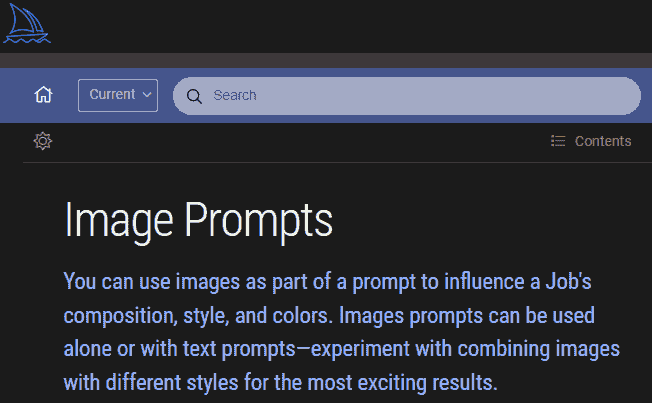 Current
Search
Contents
Image Prompts
You can use images as part of a prompt to influence a Job's
composition, style, and colors. Images prompts can be used
alone or with text prompts—experiment with combining images
with different styles for the most exciting results.